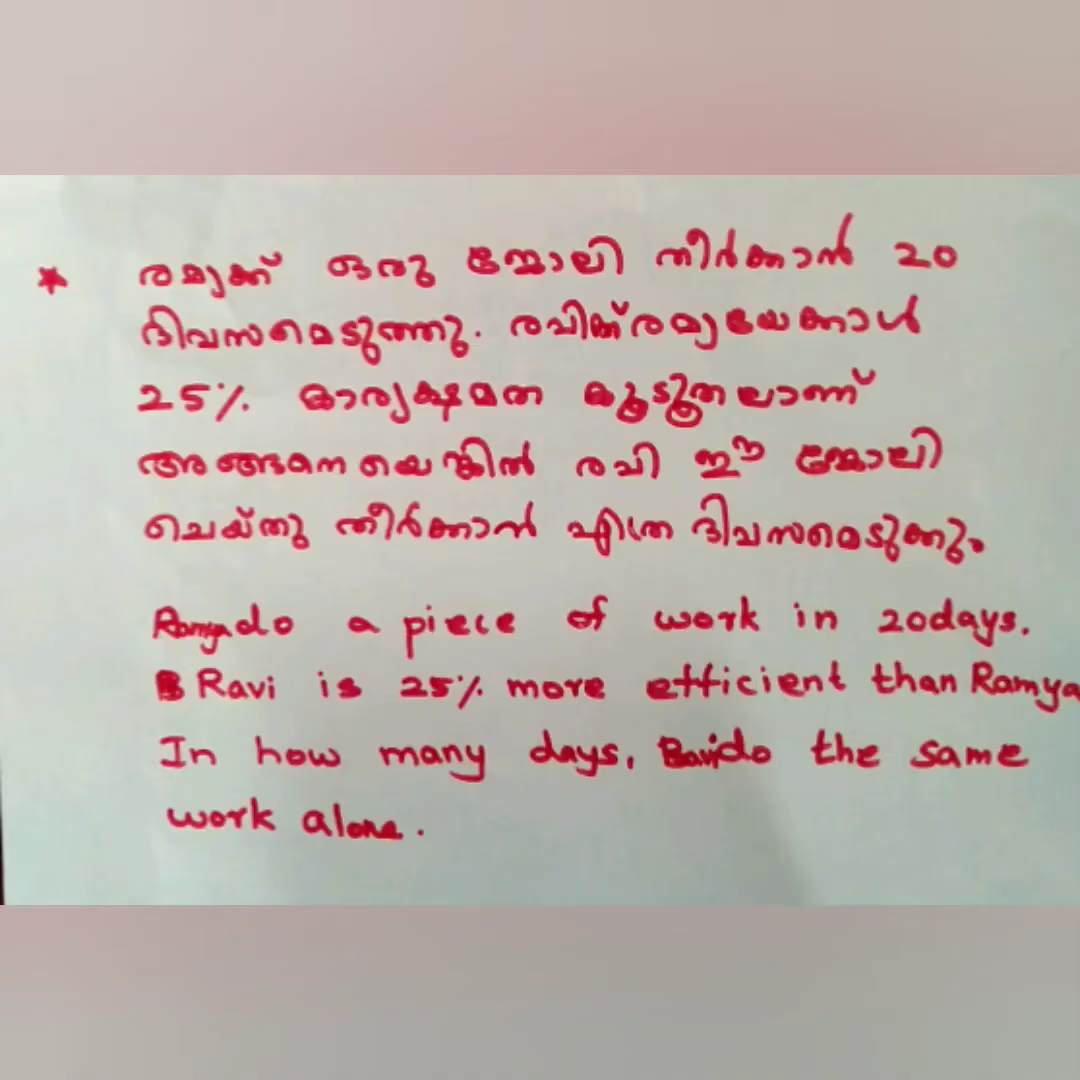 * രമ്യക്ക് ഒരു ജോലി തീർക്കാൻ 20
ദിവസമെടുത്തു. രവിക്ക് രമ്യയേക്കാൾ
25% കാര്യക്ഷമത കൂടുതലാണ്
അങ്ങനെയെങ്കിൽ രവി ഈ ജോലി
ചെയ്തു തീർക്കാൻ എത്ര ദിവസമെടുക്കും.
Ramya do a piece of work in 20days.
Ravi is 25% more efficient than Ramya
In how many days, Ravi do the same
work alone.